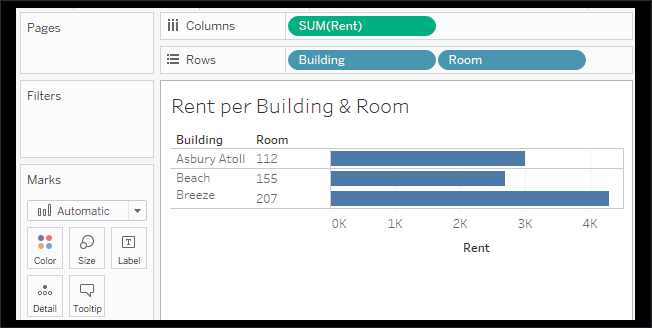 Pages
Columns SUM(Rent)
Rows Building Room
Filters
Rent per Building & Room
Building Room
Asbury Atoll 112
Beach 155
Breeze 207
0K 1K 2K 3K 4K
Rent
Marks
Automatic
Color Size Label
T
Detail Tooltip